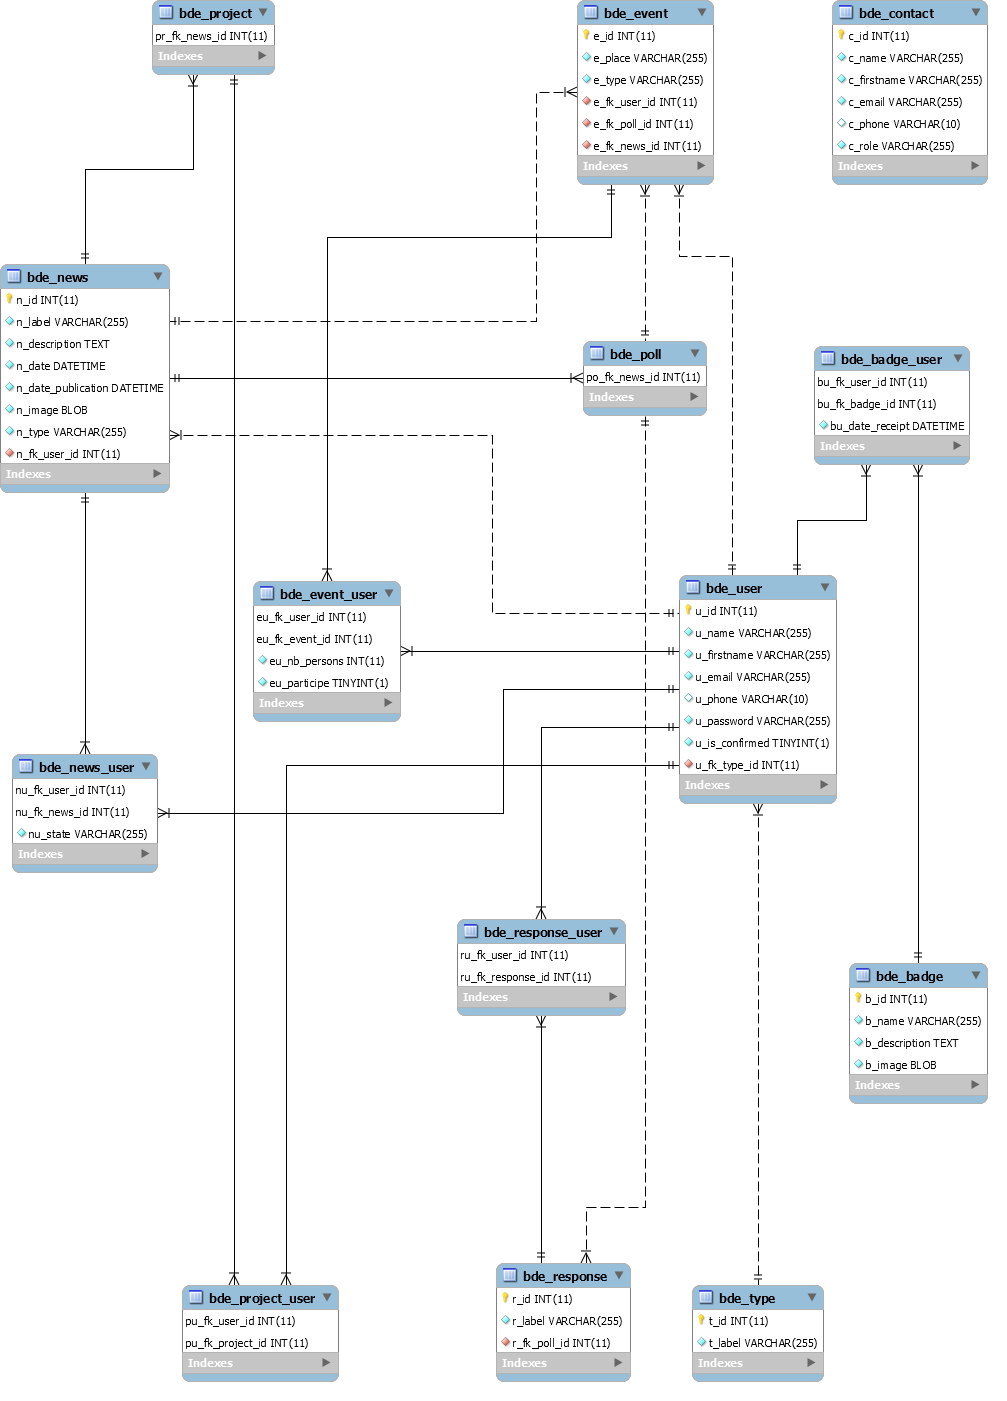 bde_project
pr_fk_news_id INT(11)
Indexes
bde_event
e_id INT(11)
e_place VARCHAR(255)
e_type VARCHAR(255)
e_fk_user_id INT(11)
e_fk_poll_id INT(11)
e_fk_news_id INT(11)
Indexes
bde_contact
c_id INT(11)
c_name VARCHAR(255)
c_firstname VARCHAR(255)
c_email VARCHAR(255)
c_phone VARCHAR(10)
c_role VARCHAR(255)
Indexes
bde_news
n_id INT(11)
n_label VARCHAR(255)
n_description TEXT
n_date DATETIME
n_date_publication DATETIME
n_image BLOB
n_type VARCHAR(255)
n_fk_user_id INT(11)
Indexes
bde_poll
po_fk_news_id INT(11)
Indexes
bde_badge_user
bu_fk_user_id INT(11)
bu_fk_badge_id INT(11)
bu_date_receipt DATETIME
Indexes
bde_event_user
eu_fk_user_id INT(11)
eu_fk_event_id INT(11)
eu_nb_persons INT(11)
eu_participe TINYINT(1)
Indexes
bde_user
u_id INT(11)
u_name VARCHAR(255)
u_firstname VARCHAR(255)
u_email VARCHAR(255)
u_phone VARCHAR(10)
u_password VARCHAR(255)
u_is_confirmed TINYINT(1)
u_fk_type_id INT(11)
Indexes
bde_news_user
nu_fk_user_id INT(11)
nu_fk_news_id INT(11)
nu_state VARCHAR(255)
Indexes
bde_response_user
ru_fk_user_id INT(11)
ru_fk_response_id INT(11)
Indexes
bde_badge
b_id INT(11)
b_name VARCHAR(255)
b_description TEXT
b_image BLOB
Indexes
bde_project_user
pu_fk_user_id INT(11)
pu_fk_project_id INT(11)
Indexes
bde_response
r_id INT(11)
r_label VARCHAR(255)
r_fk_poll_id INT(11)
Indexes
bde_type
t_id INT(11)
t_label VARCHAR(255)
Indexes